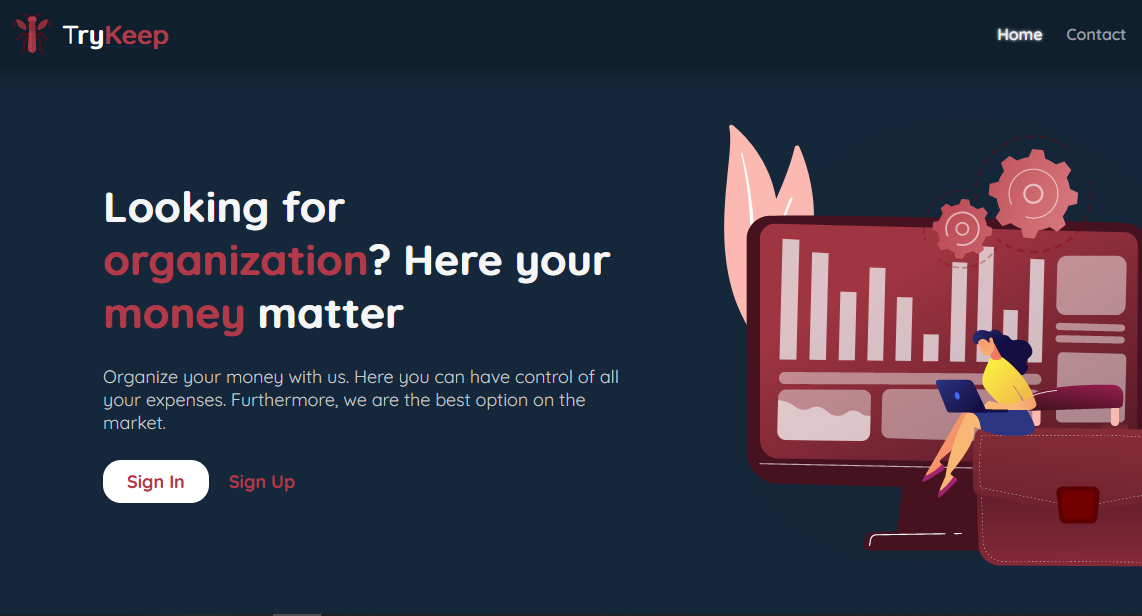 TryKeep
Home
Contact
Looking for
organization? Here your
money matter
Organize your money with us. Here you can have control of all
your expenses. Furthermore, we are the best option on the
market.
Sign In
Sign Up